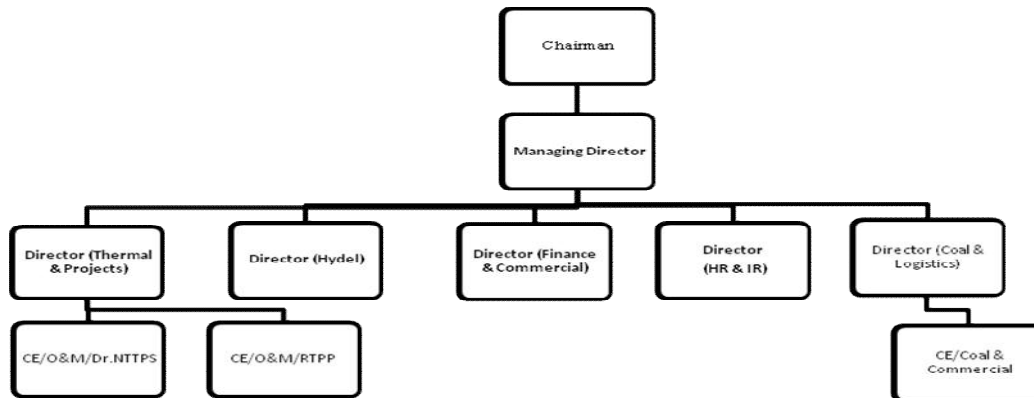 Chairman
Managing Director
Director (Thermal
& Projects)
Director (Hydel)
Director (Finance
& Commercial)
Director
(HR & IR)
Director (Coal &
Logistics)
CE/O&M/Dr.NTTPS
CE/O&M/RTPP
CE/Coal &
Commercial